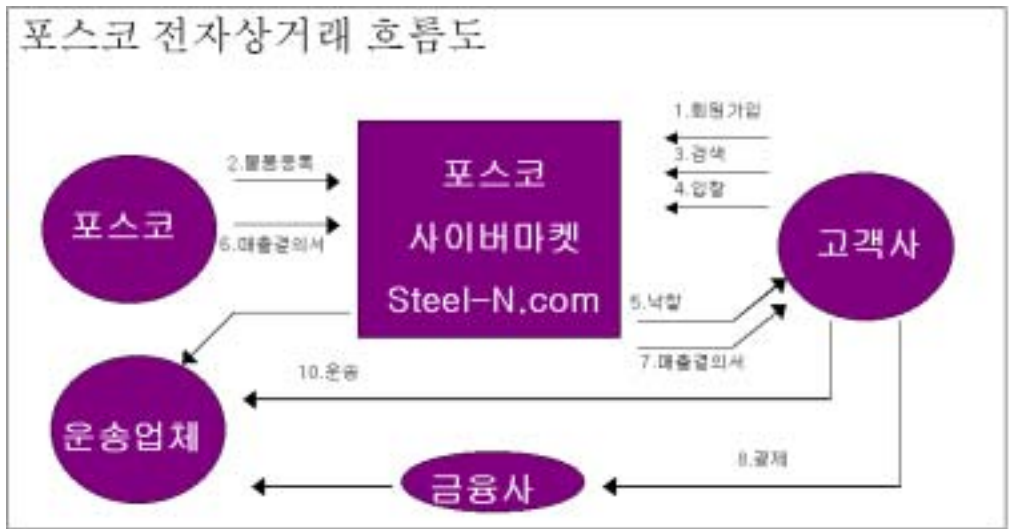 포스코 전자상거래 흐름도
1.회원가입
2.물품등록
3.검색
4.입찰
포스코
포스코
사이버마켓
Steel-N.com
고객사
6.매출결의서
5.낙찰
7.매출결의서
10.운송
운송업체
8.결제
금융사